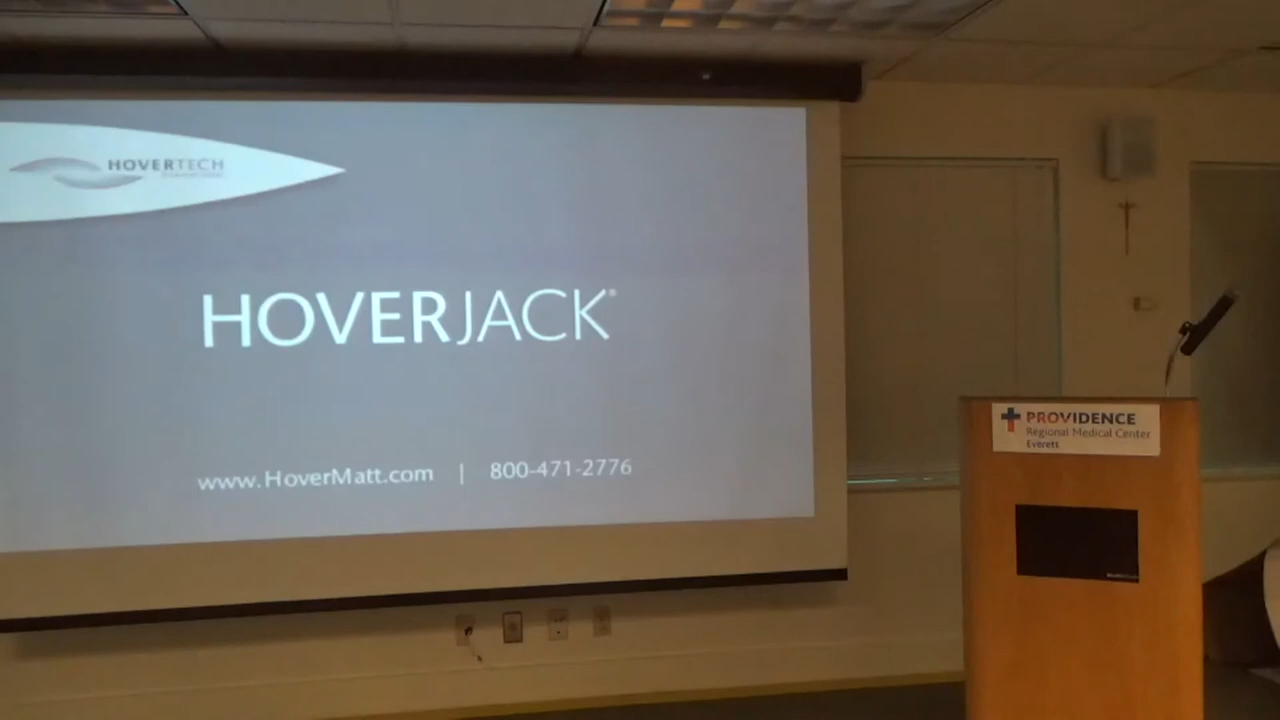 HOVERTECH
HOVERJACK®
www.HoverMatt.com | 800-471-2776
PROVIDENCE
Regional Medical Center
Everett